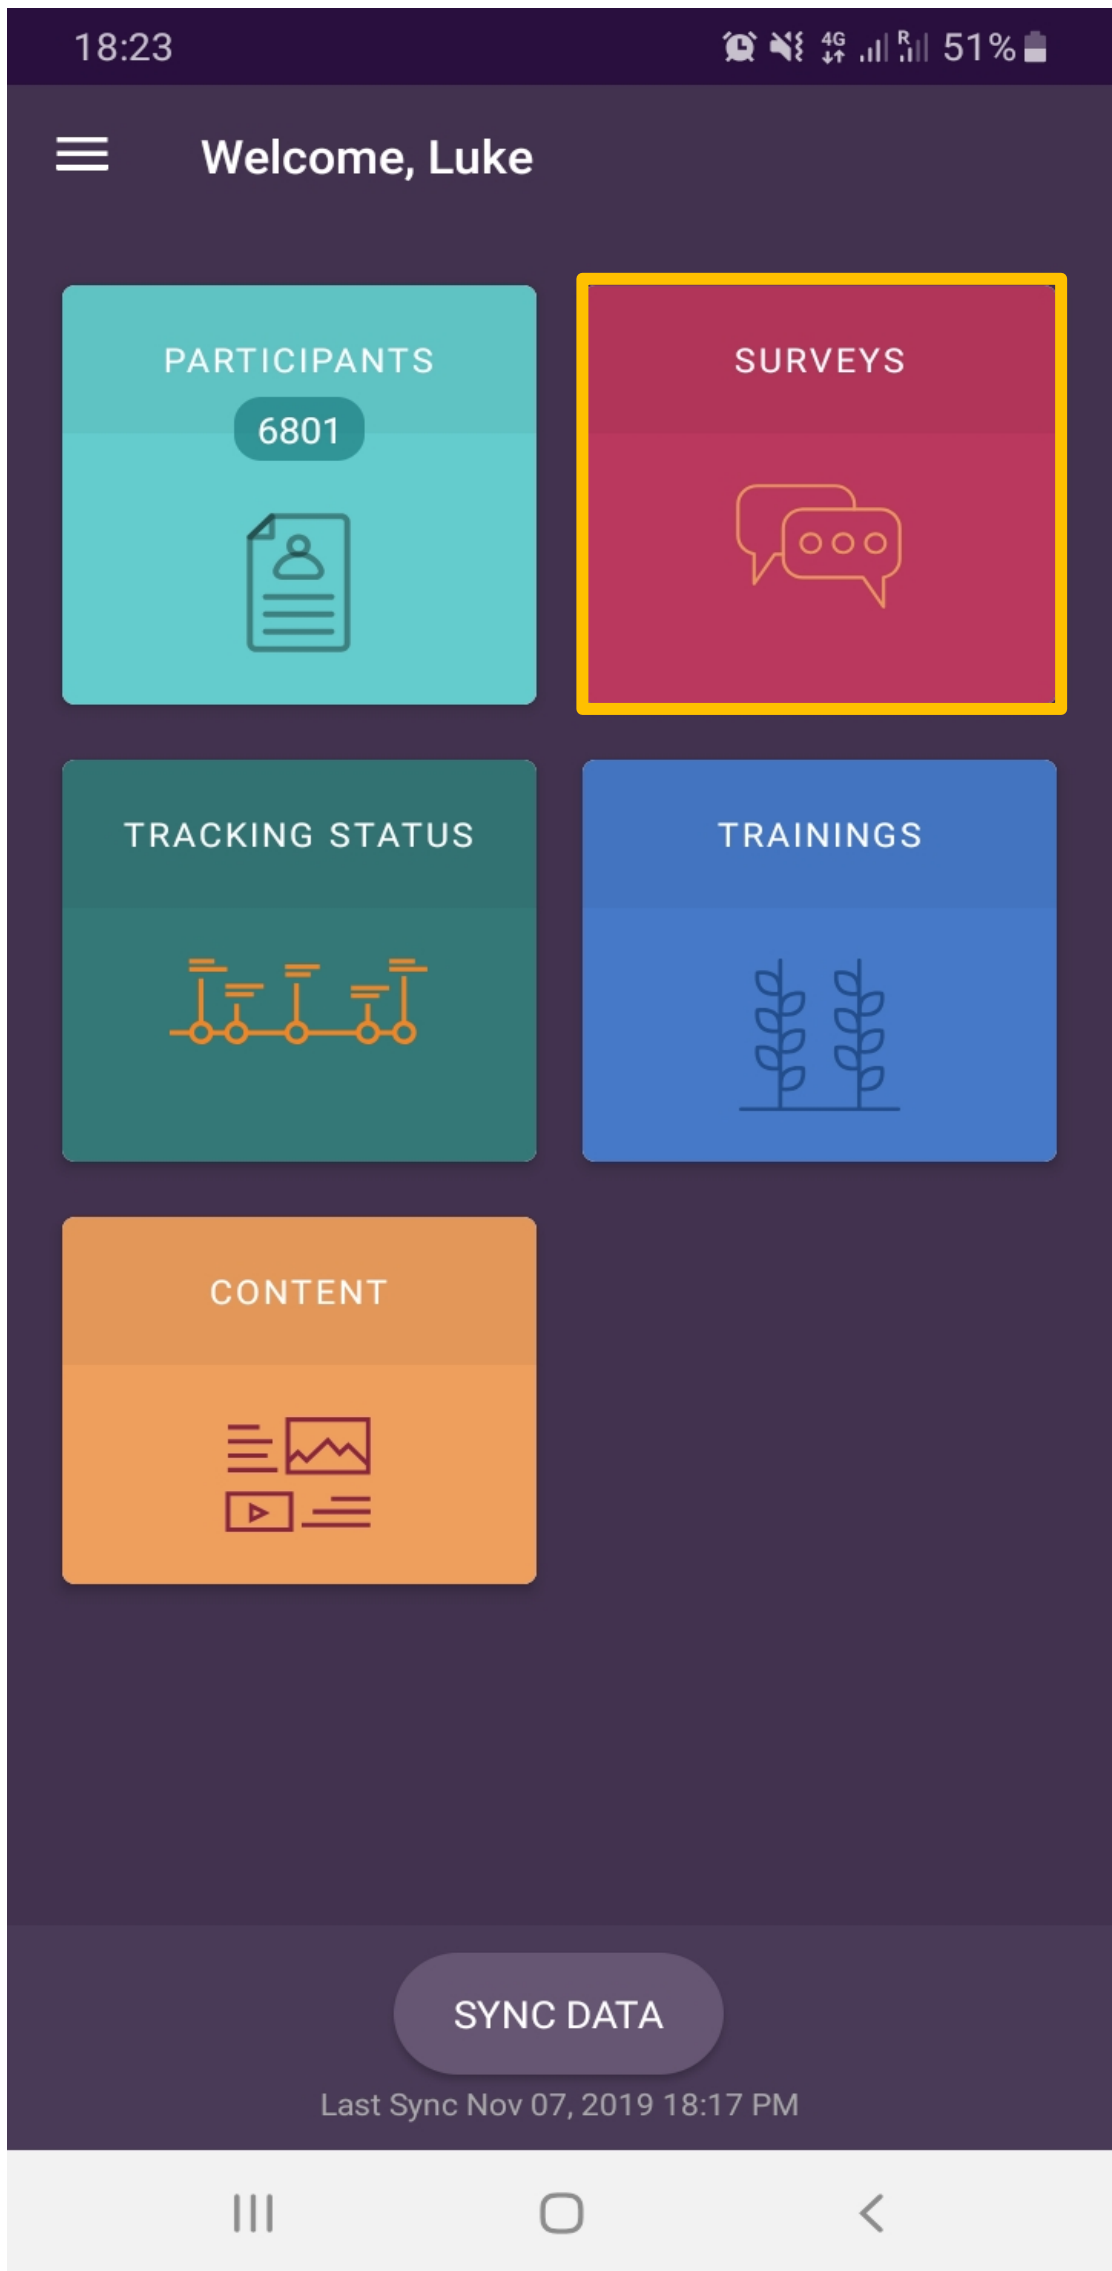 18:23
4G R 51%
Welcome, Luke
PARTICIPANTS
6801
SURVEYS
TRACKING STATUS
TRAININGS
CONTENT
SYNC DATA
Last Sync Nov 07, 2019 18:17 PM